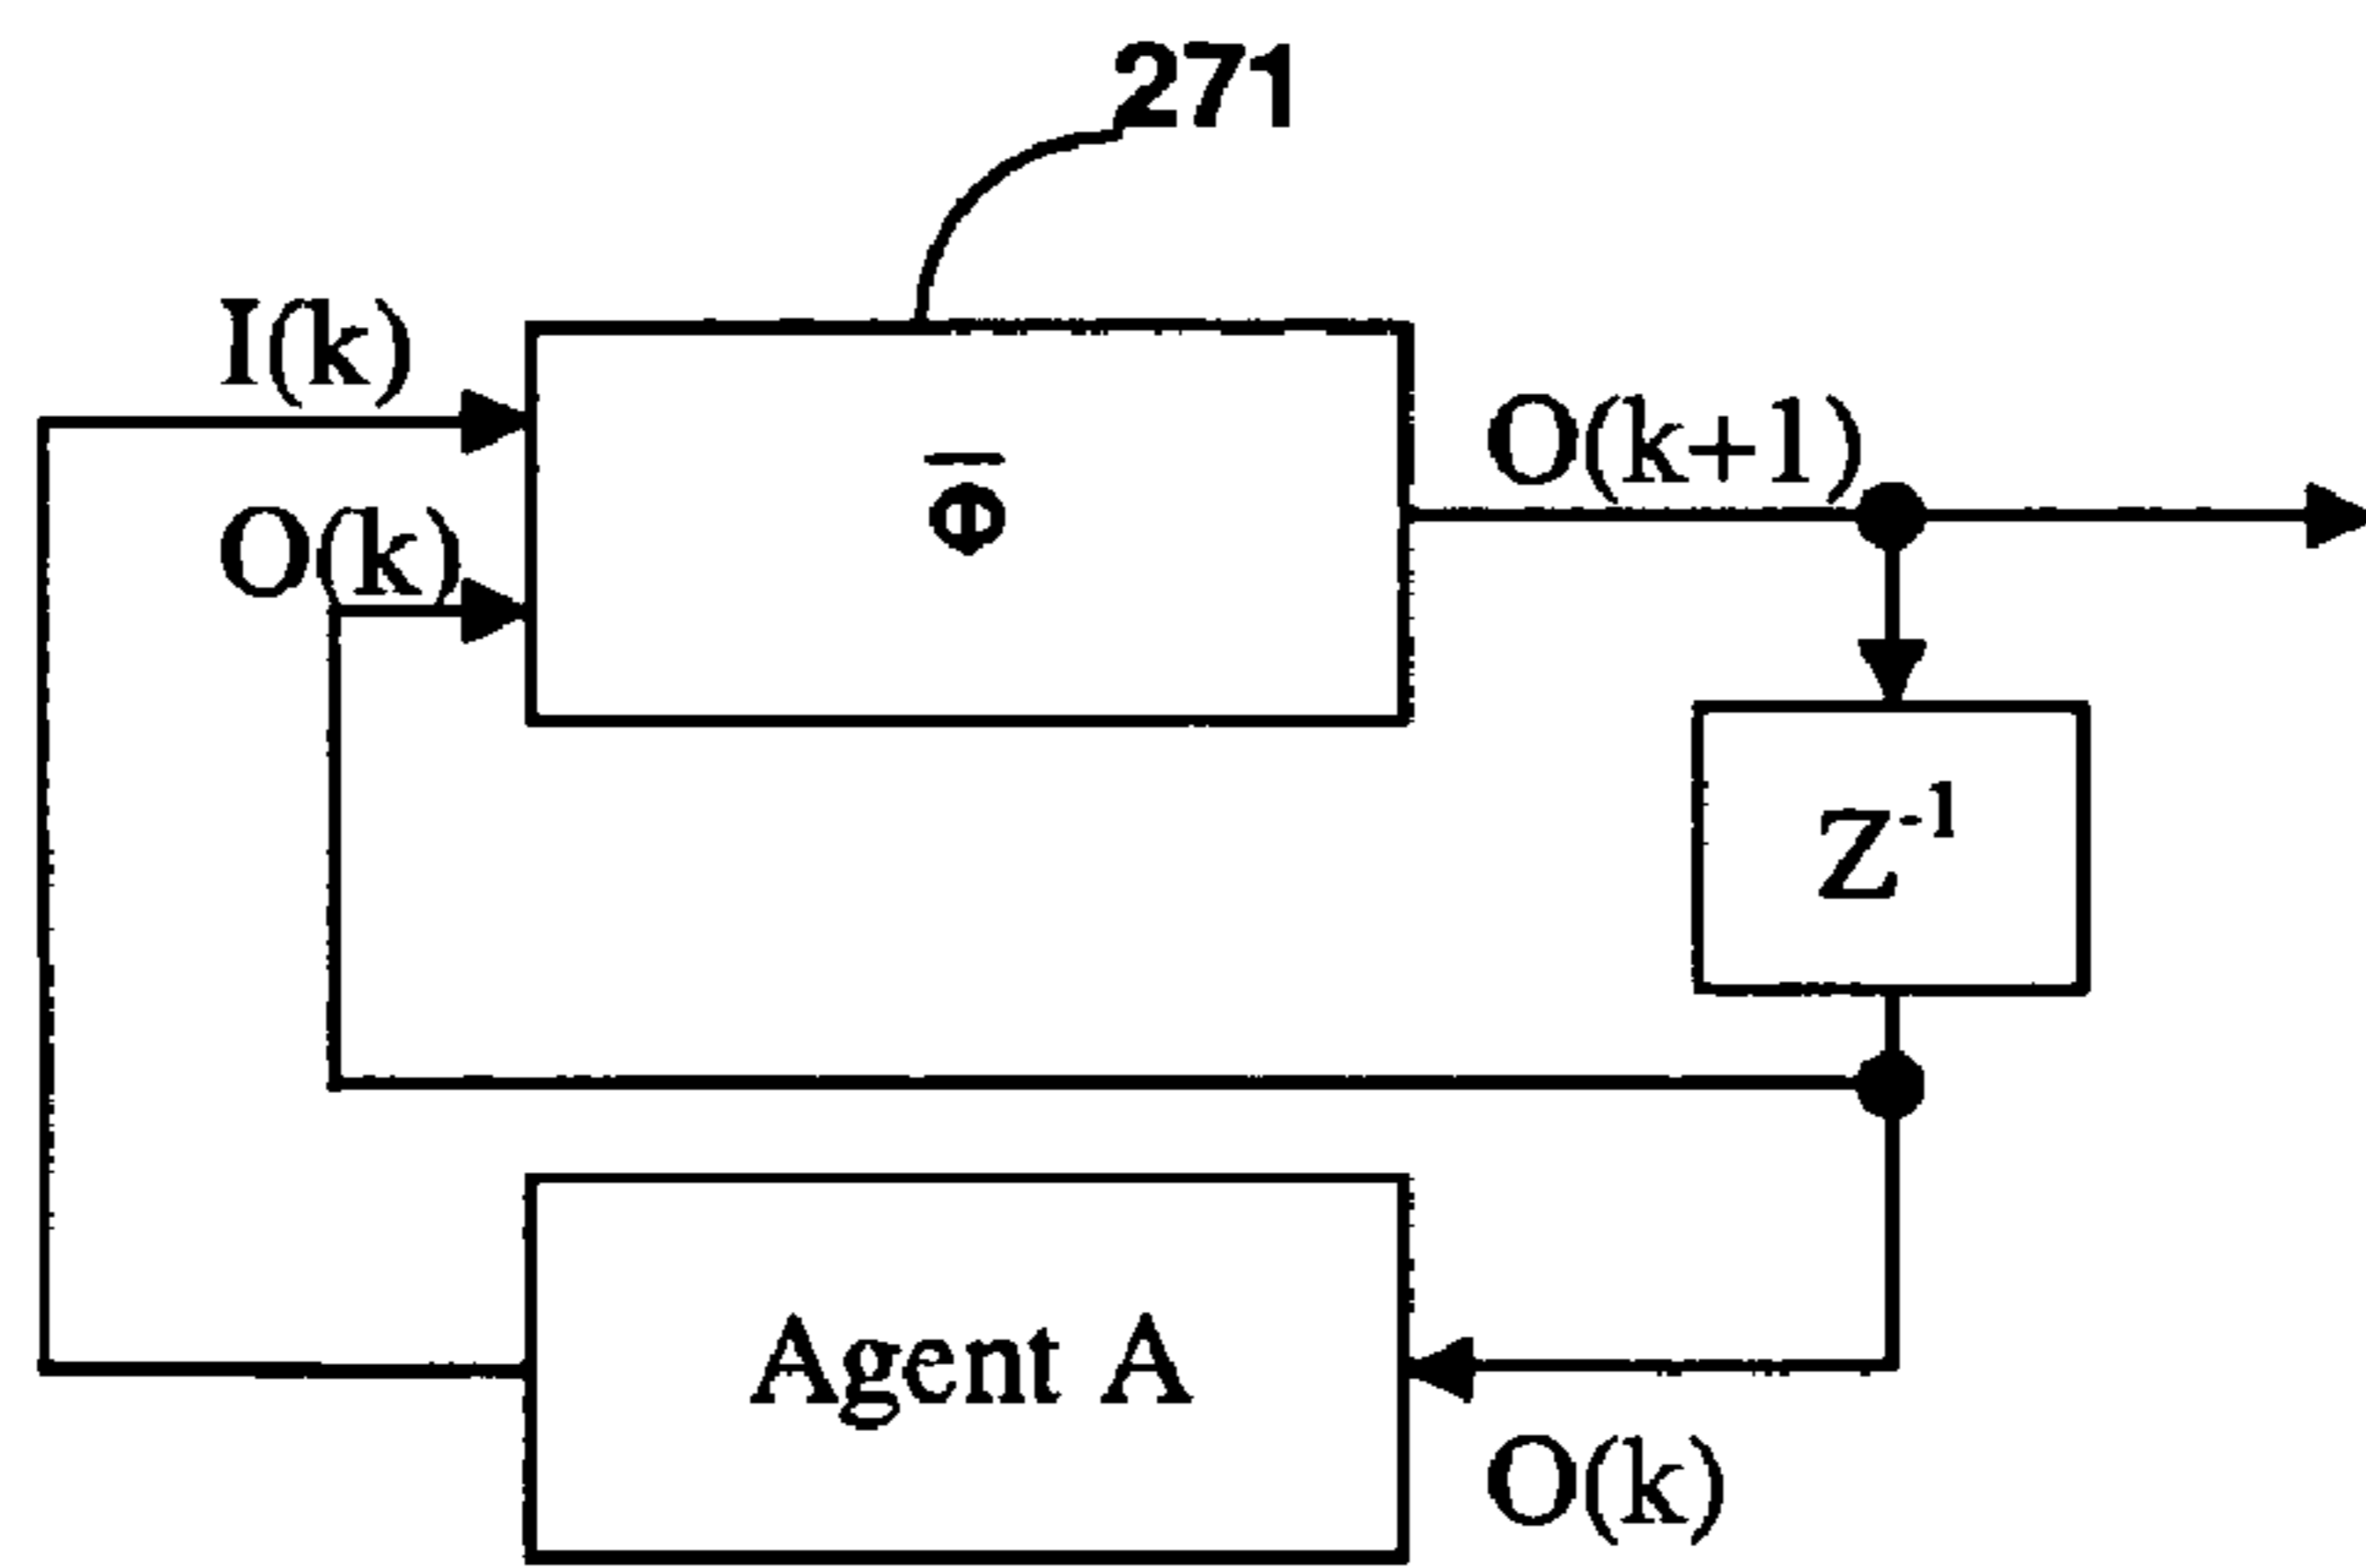 271
I(k)
O(k+1)
Φ̅
O(k)
Z⁻¹
Agent A
O(k)